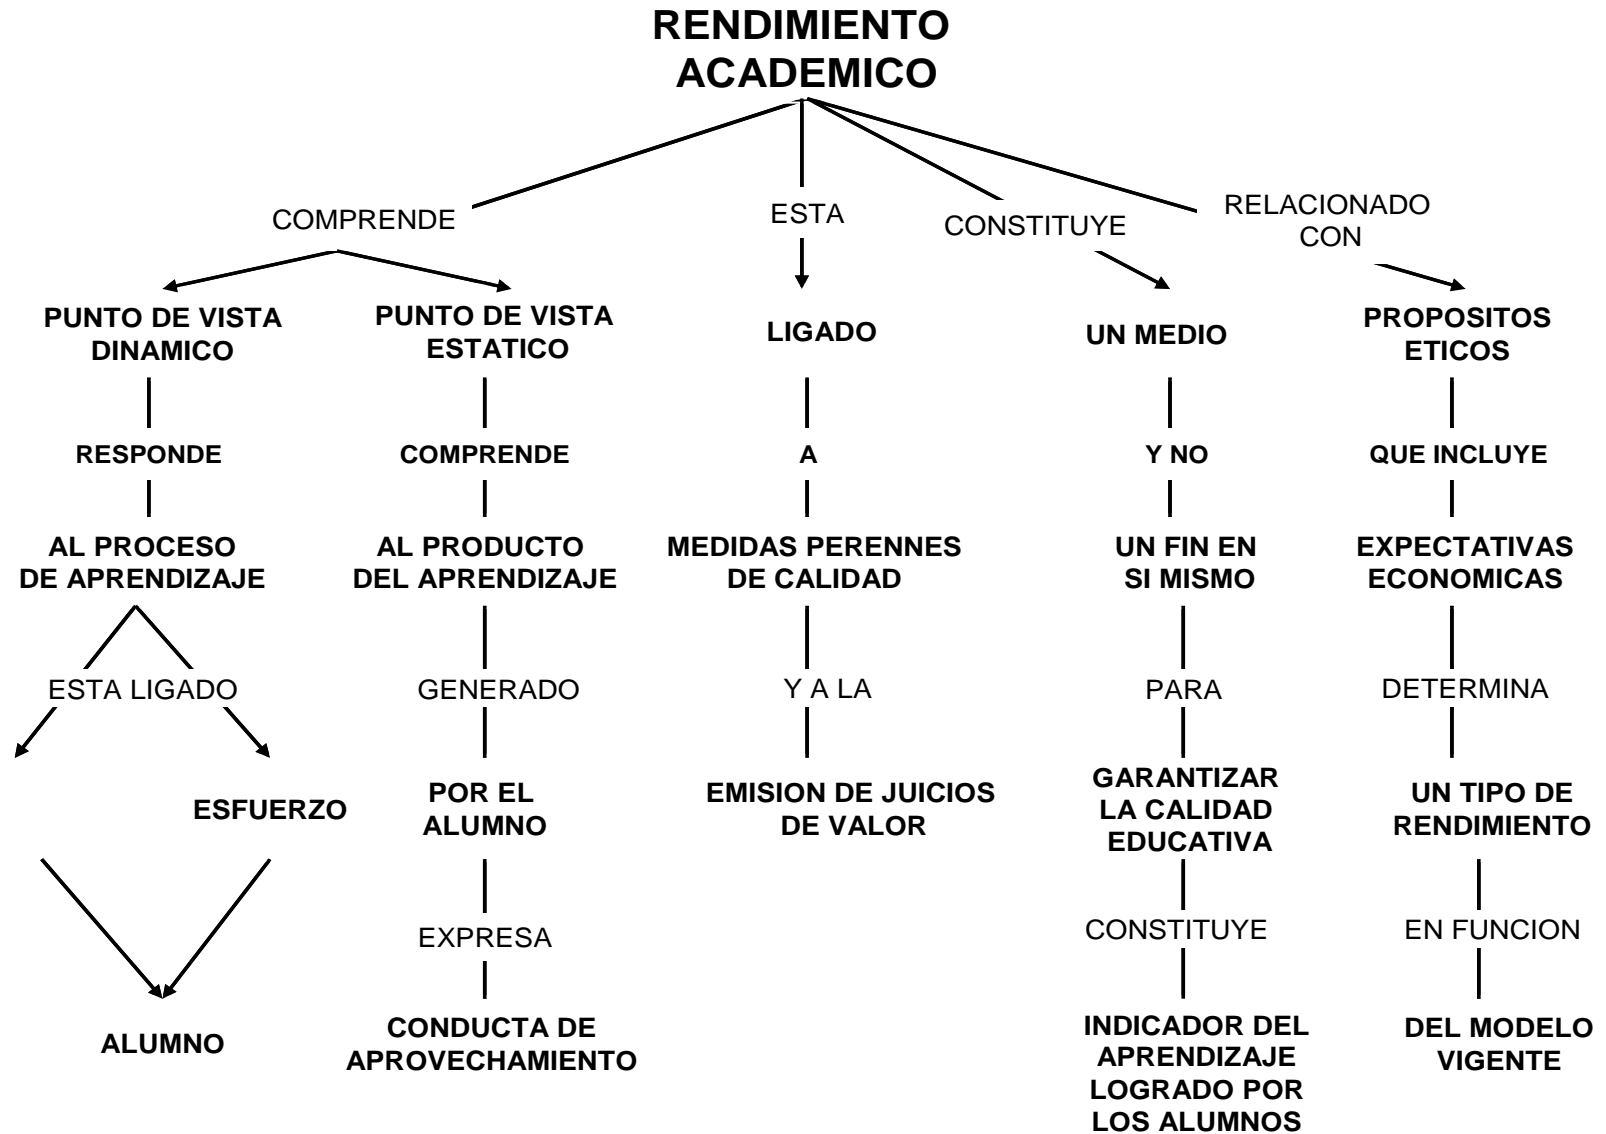 RENDIMIENTO
ACADEMICO
COMPRENDE
ESTA
CONSTITUYE
RELACIONADO
CON
PUNTO DE VISTA
DINAMICO
PUNTO DE VISTA
ESTATICO
LIGADO
UN MEDIO
PROPOSITOS
ETICOS
RESPONDE
COMPRENDE
A
Y NO
QUE INCLUYE
AL PROCESO
DE APRENDIZAJE
AL PRODUCTO
DEL APRENDIZAJE
MEDIDAS PERENNES
DE CALIDAD
UN FIN EN
SI MISMO
EXPECTATIVAS
ECONOMICAS
ESTA LIGADO
GENERADO
Y A LA
PARA
DETERMINA
ESFUERZO
POR EL
ALUMNO
EMISION DE JUICIOS
DE VALOR
GARANTIZAR
LA CALIDAD
EDUCATIVA
UN TIPO DE
RENDIMIENTO
EXPRESA
CONSTITUYE
EN FUNCION
ALUMNO
CONDUCTA DE
APROVECHAMIENTO
INDICADOR DEL
APRENDIZAJE
LOGRADO POR
LOS ALUMNOS
DEL MODELO
VIGENTE